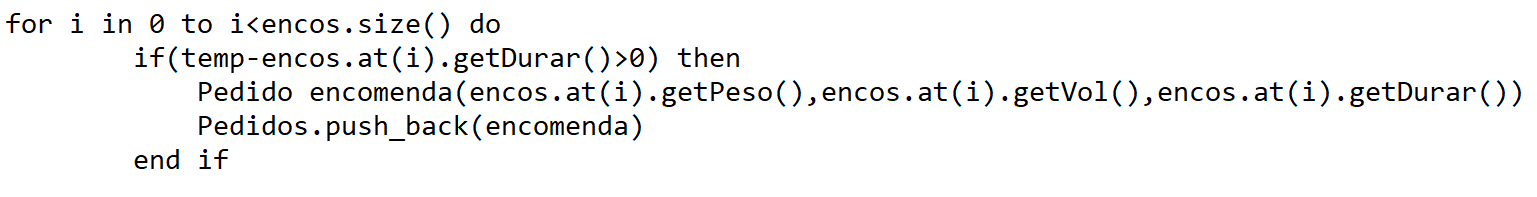 for i in 0 to i<encos.size() do
if(temp-encos.at(i).getDurar()>0) then
Pedido encomenda(encos.at(i).getPeso(),encos.at(i).getVol(),encos.at(i).getDurar())
Pedidos.push_back(encomenda)
end if